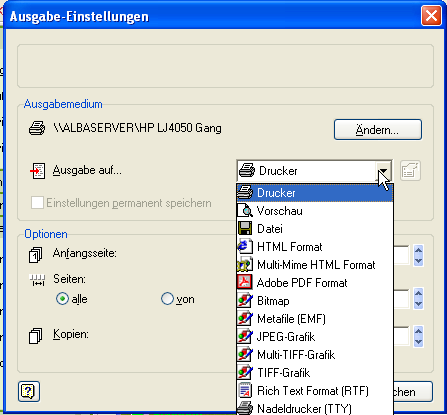 Ausgabe-Einstellungen
Ausgabemedium
\\ALBASERVER\HP LJ4050 Gang
Ändern...
Ausgabe auf...
Drucker
Einstellungen permanent speichern
Drucker
Vorschau
Datei
HTML Format
Multi-Mime HTML Format
Adobe PDF Format
Bitmap
Metafile (EMF)
JPEG-Grafik
Multi-TIFF-Grafik
TIFF-Grafik
Rich Text Format (RTF)
Nadeldrucker (TTY)
Optionen
Anfangsseite:
Seiten:
alle
von
Kopien:
?